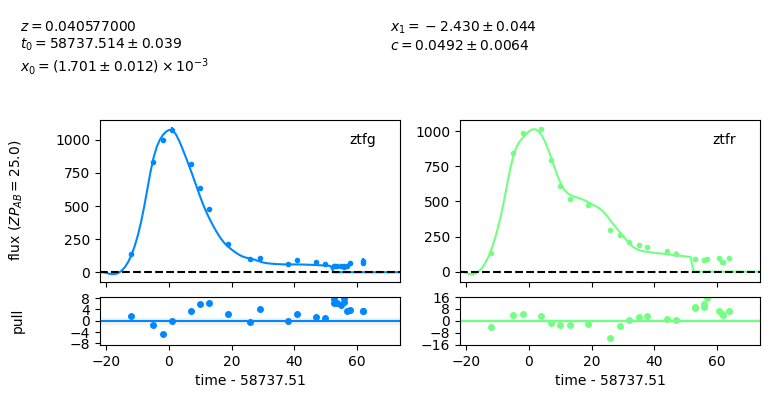 z = 0.040577000
t₀ = 58737.514 ± 0.039
x₀ = (1.701 ± 0.012) × 10⁻³
x₁ = −2.430 ± 0.044
c = 0.0492 ± 0.0064
flux (ZP_AB = 25.0)
1000
750
500
250
0
ztfg
1000
750
500
250
0
ztfr
pull
8
4
0
−4
−8
−20
0
20
40
60
time - 58737.51
16
8
0
−8
−16
−20
0
20
40
60
time - 58737.51